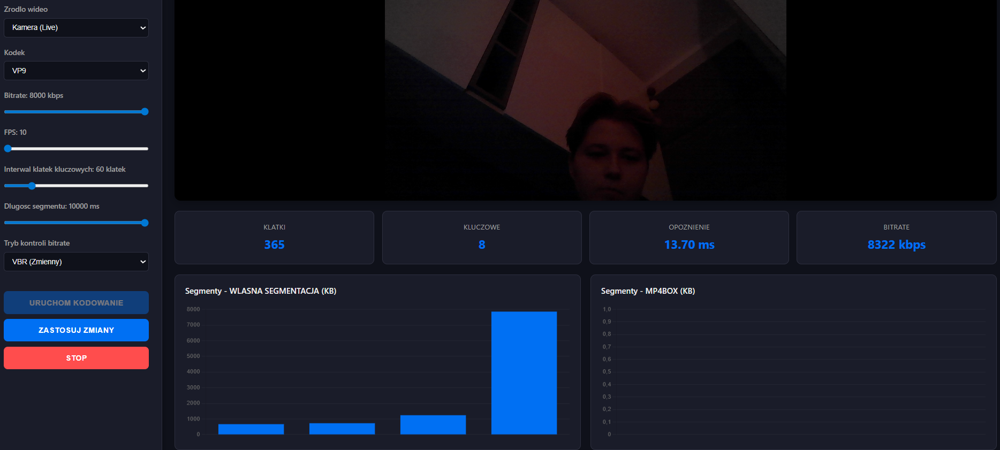 Zrodlo wideo
Kamera (Live)
Kodek
VP9
Bitrate: 8000 kbps
FPS: 10
Interwal klatek kluczowych: 60 klatek
Dlugosc segmentu: 10000 ms
Tryb kontroli bitrate
VBR (Zmienny)
URUCHOM KODOWANIE
ZASTOSUJ ZMIANY
STOP
KLATKI
365
KLUCZOWE
8
OPOZNIENIE
13.70 ms
BITRATE
8322 kbps
Segmenty - WLASNA SEGMENTACJA (KB)
8000
7000
6000
5000
4000
3000
2000
1000
0
Segmenty - MP4BOX (KB)
1,0
0,9
0,8
0,7
0,6
0,5
0,4
0,3
0,2
0,1
0